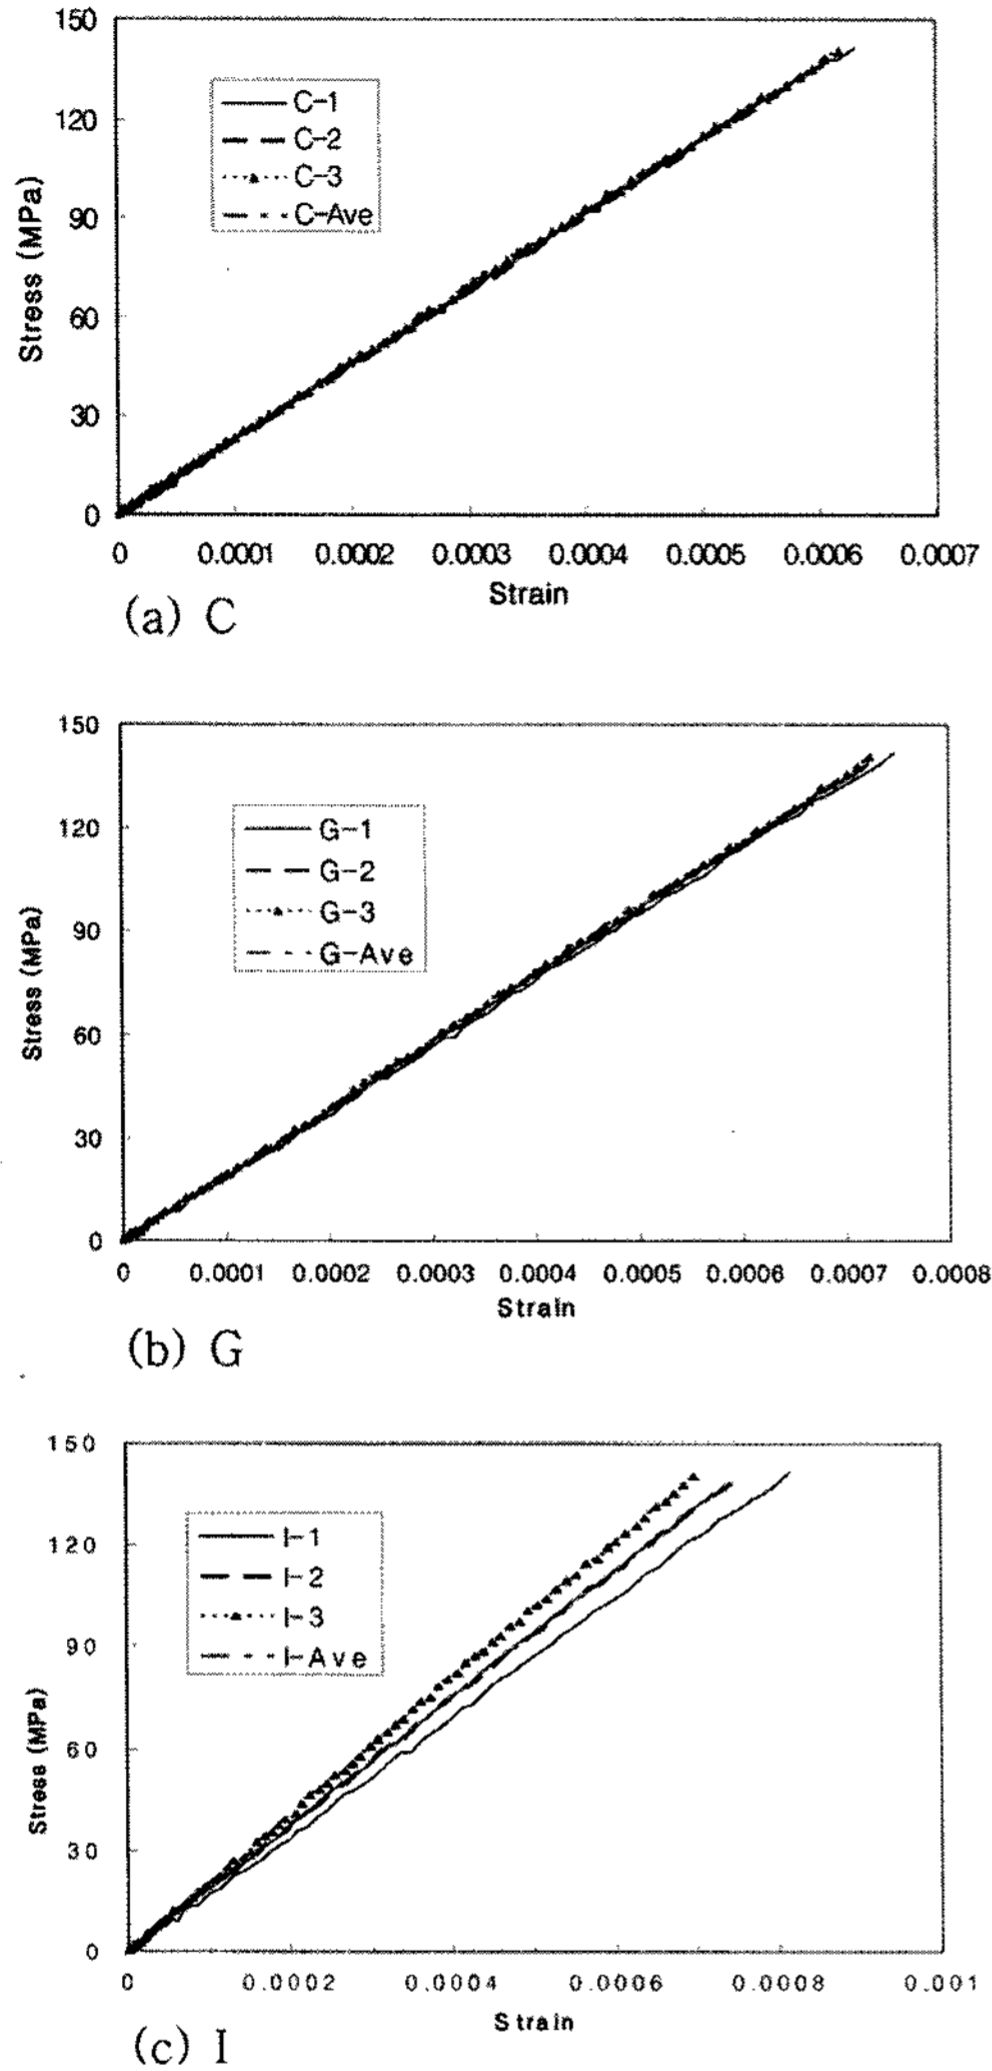 150
120
90
60
30
0
Stress (MPa)
C-1
C-2
C-3
C-Ave
0 0.0001 0.0002 0.0003 0.0004 0.0005 0.0006 0.0007
Strain
(a) C
150
120
90
60
30
0
Stress (MPa)
G-1
G-2
G-3
G-Ave
0 0.0001 0.0002 0.0003 0.0004 0.0005 0.0006 0.0007 0.0008
Strain
(b) G
150
120
90
60
30
0
Stress (MPa)
I-1
I-2
I-3
I-Ave
0 0.0002 0.0004 0.0006 0.0008 0.001
Strain
(c) I